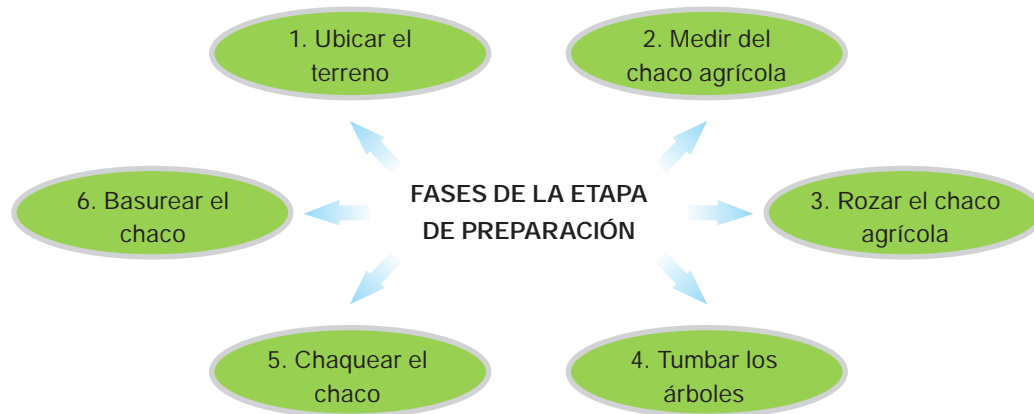 1. Ubicar el
terreno
2. Medir del
chaco agrícola
6. Basurear el
chaco
FASES DE LA ETAPA
DE PREPARACIÓN
3. Rozar el chaco
agrícola
5. Chaquear el
chaco
4. Tumbar los
árboles